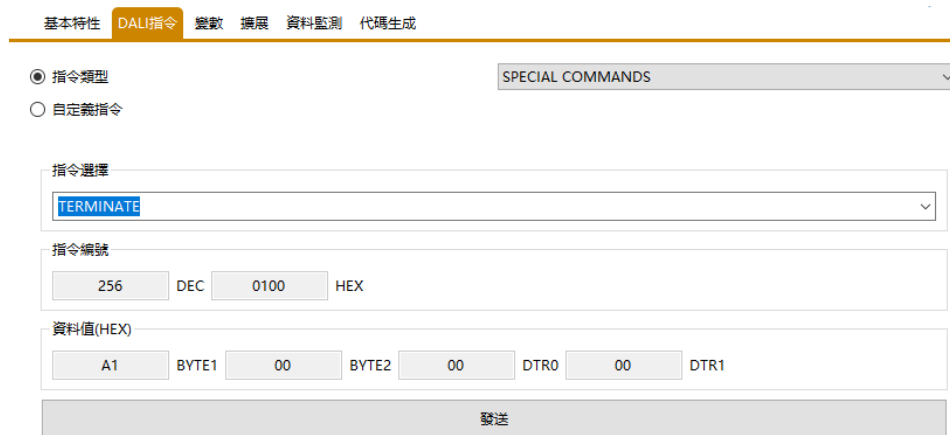 基本特性 DALI指令 變數 擴展 資料監測 代碼生成
指令類型 SPECIAL COMMANDS
自定義指令
指令選擇
TERMINATE
指令編號
256 DEC 0100 HEX
資料值(HEX)
A1 BYTE1 00 BYTE2 00 DTR0 00 DTR1
發送